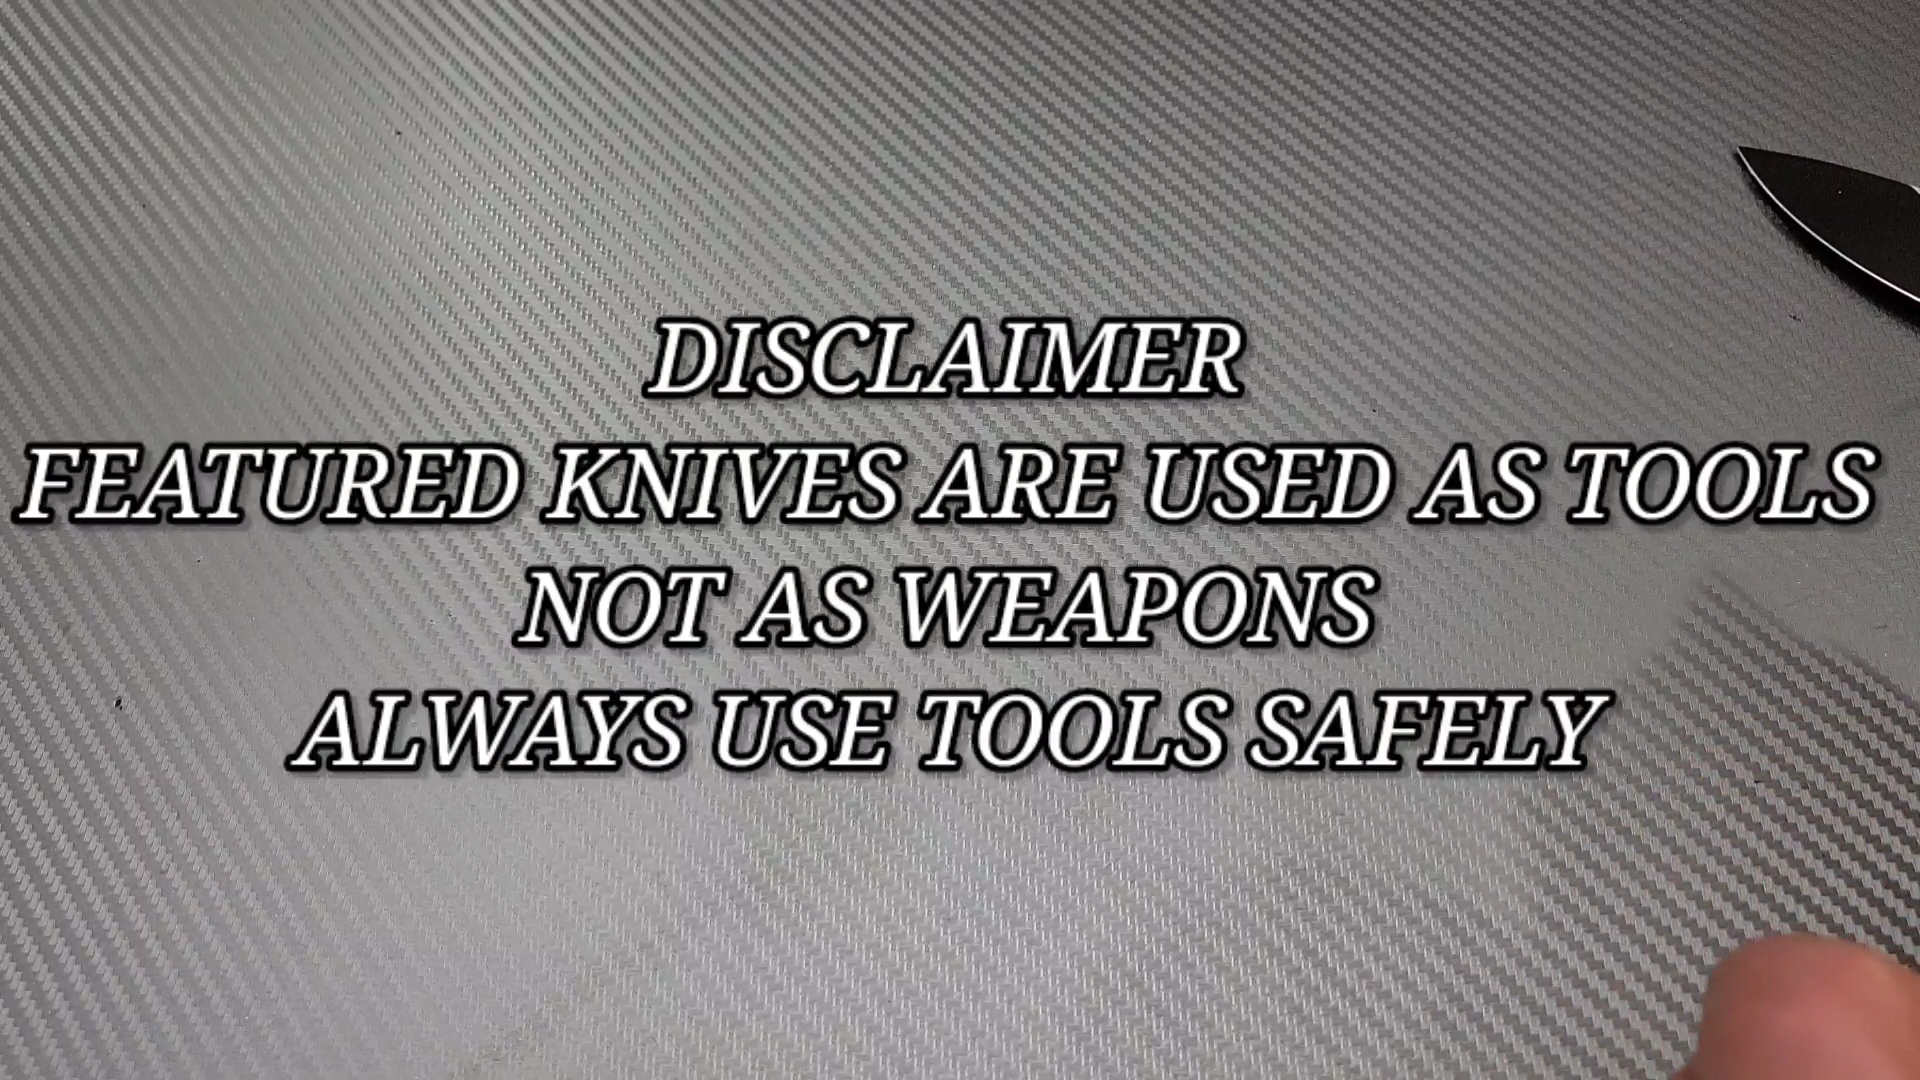 DISCLAIMER
FEATURED KNIVES ARE USED AS TOOLS
NOT AS WEAPONS
ALWAYS USE TOOLS SAFELY